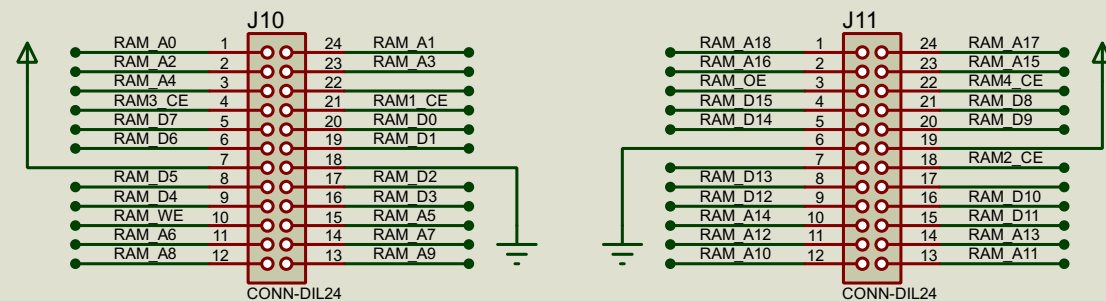 J10 J11
RAM_A0 1 24 RAM_A1 RAM_A18 1 24 RAM_A17
RAM_A2 2 23 RAM_A3 RAM_A16 2 23 RAM_A15
RAM_A4 3 22 RAM_OE 3 22 RAM4_CE
RAM3_CE 4 21 RAM1_CE RAM_D15 4 21 RAM_D8
RAM_D7 5 20 RAM_D0 RAM_D14 5 20 RAM_D9
RAM_D6 6 19 RAM_D1 6 19
7 18 7 18 RAM2_CE
RAM_D5 8 17 RAM_D2 RAM_D13 8 17
RAM_D4 9 16 RAM_D3 RAM_D12 9 16 RAM_D10
RAM_WE 10 15 RAM_A5 RAM_A14 10 15 RAM_D11
RAM_A6 11 14 RAM_A7 RAM_A12 11 14 RAM_A13
RAM_A8 12 13 RAM_A9 RAM_A10 12 13 RAM_A11
CONN-DIL24 CONN-DIL24